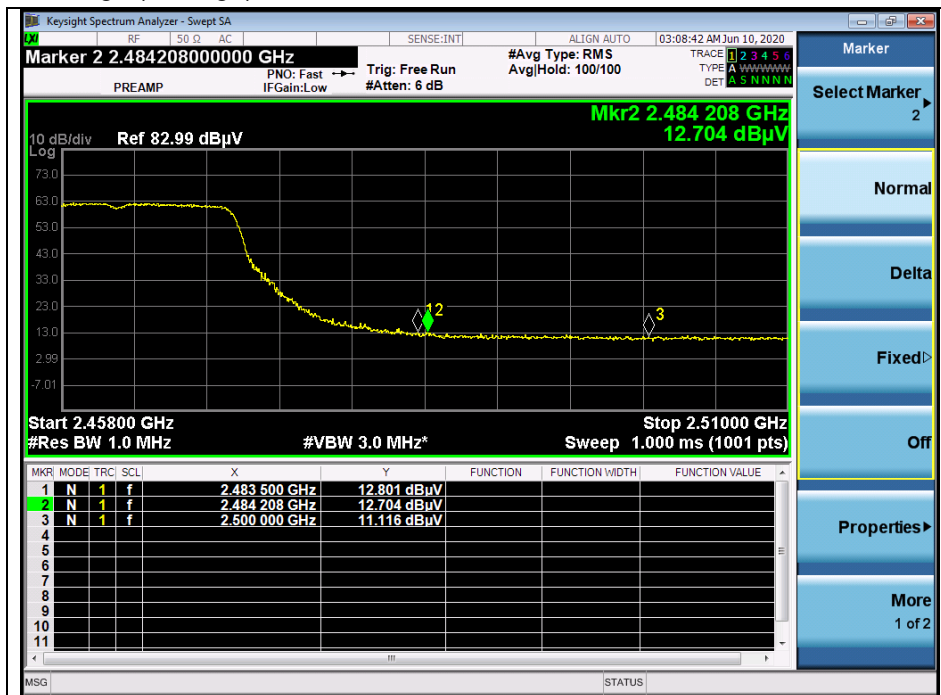 Keysight Spectrum Analyzer - Swept SA
LXI RF 50 Ω AC SENSE:INT ALIGN AUTO 03:08:42 AM Jun 10, 2020
Marker 2 2.484208000000 GHz
PREAMP
PNO: Fast
IFGain:Low
Trig: Free Run
#Atten: 6 dB
#Avg Type: RMS
Avg|Hold: 100/100
TRACE 1 2 3 4 5 6
TYPE A WWWWW
DET A S N N N N
Mkr2 2.484 208 GHz
12.704 dBµV
10 dB/div Ref 82.99 dBµV
Log
73.0
63.0
53.0
43.0
33.0
23.0
13.0
2.99
-7.01
1 2
3
Start 2.45800 GHz Stop 2.51000 GHz
#Res BW 1.0 MHz #VBW 3.0 MHz* Sweep 1.000 ms (1001 pts)
MKR MODE TRC SCL X Y FUNCTION FUNCTION WIDTH FUNCTION VALUE
1 N 1 f 2.483 500 GHz 12.801 dBµV
2 N 1 f 2.484 208 GHz 12.704 dBµV
3 N 1 f 2.500 000 GHz 11.116 dBµV
4
5
6
7
8
9
10
11
MSG STATUS
Marker
Select Marker
2
Normal
Delta
Fixed
Off
Properties
More
1 of 2